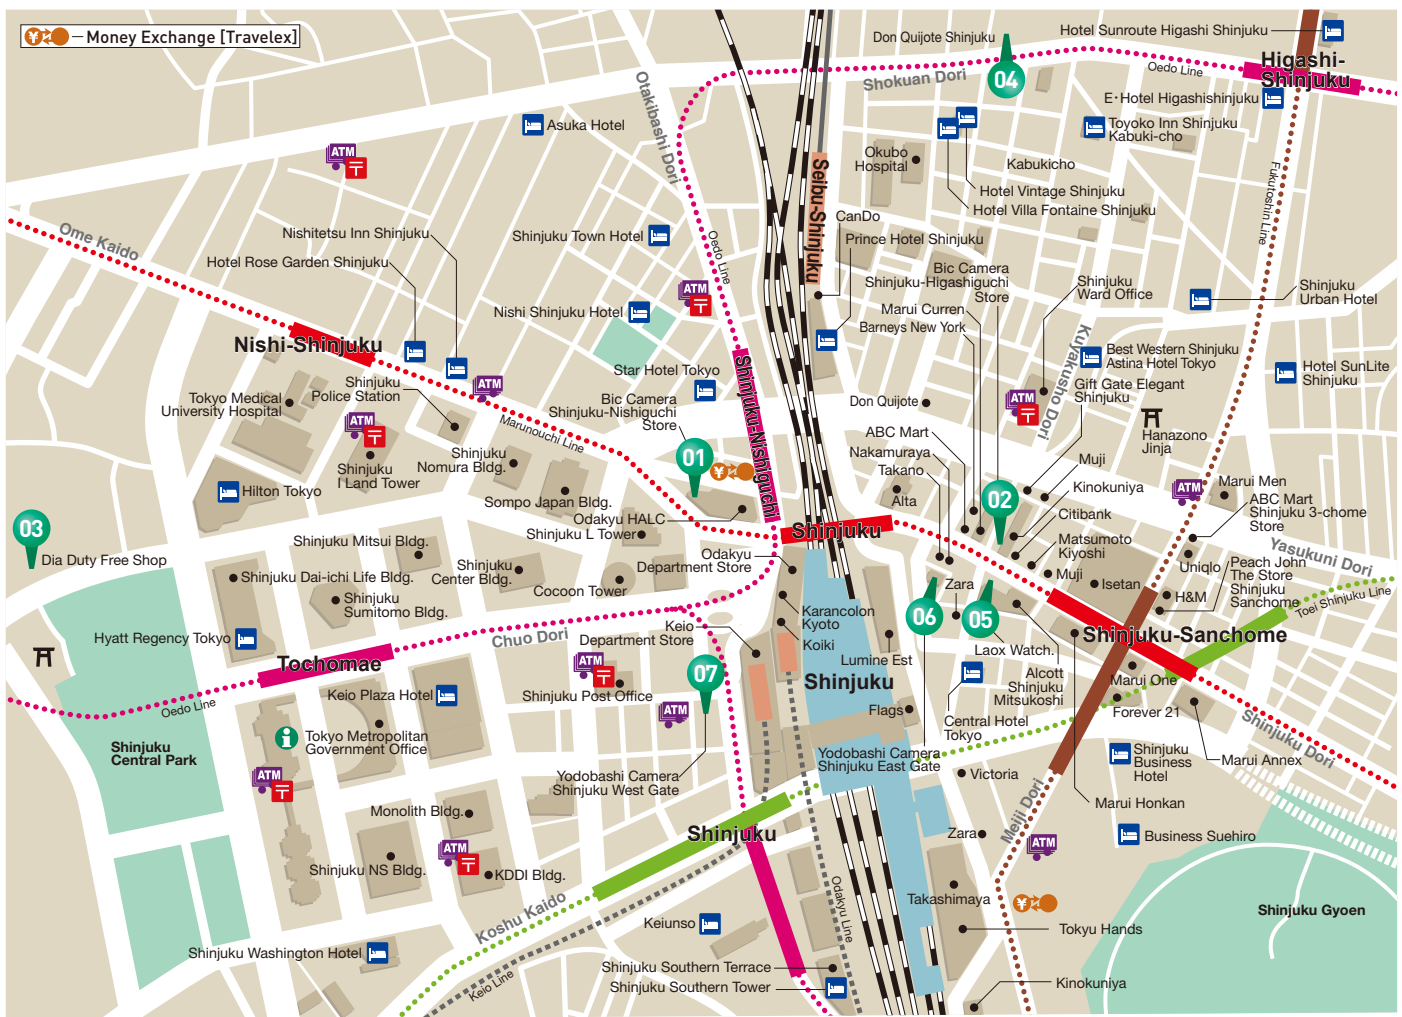 ¥ — Money Exchange [Travelex]
Don Quijote Shinjuku
04
Hotel Sunroute Higashi Shinjuku
Higashi-
Shinjuku
Oedo Line
Shokuan Dori
E・Hotel Higashishinjuku
Toyoko Inn Shinjuku
Kabuki-cho
Otakibashi Dori
Asuka Hotel
ATM
〒
Okubo
Hospital
Kabukicho
Hotel Vintage Shinjuku
Hotel Villa Fontaine Shinjuku
Fukutoshin Line
Seibu-Shinjuku
CanDo
Prince Hotel Shinjuku
Ome Kaido
Nishitetsu Inn Shinjuku
Hotel Rose Garden Shinjuku
Shinjuku Town Hotel
Oedo Line
Bic Camera
Shinjuku-Higashiguchi
Store
Shinjuku
Ward Office
Shinjuku
Urban Hotel
ATM
〒
Nishi Shinjuku Hotel
Marui Curren
Barneys New York
Kuyakusho Dori
Nishi-Shinjuku
Best Western Shinjuku
Astina Hotel Tokyo
Gift Gate Elegant
Shinjuku
Hotel SunLite
Shinjuku
Star Hotel Tokyo
Shinjuku-Nishiguchi
Shinjuku
Police Station
ATM
Tokyo Medical
University Hospital
Bic Camera
Shinjuku-Nishiguchi
Store
Don Quijote
ATM
〒
Hanazono
Jinja
ATM
〒
Marunouchi Line
ABC Mart
Nakamuraya
Takano
Muji
Kinokuniya
Shinjuku
Nomura Bldg.
Shinjuku
I Land Tower
01
¥
Alta
02
ATM
Marui Men
ABC Mart
Shinjuku 3-chome
Store
Hilton Tokyo
Sompo Japan Bldg.
Odakyu HALC
Shinjuku L Tower
Shinjuku
Citibank
Matsumoto
Kiyoshi
Yasukuni Dori
03
Dia Duty Free Shop
Shinjuku Mitsui Bldg.
Odakyu
Department Store
Shinjuku
Center Bldg.
Muji
Isetan
Uniqlo
Peach John
The Store
Shinjuku
Sanchome
Shinjuku Dai-ichi Life Bldg.
Cocoon Tower
Zara
H&M
Toei Shinjuku Line
Shinjuku
Sumitomo Bldg.
Karancolon
Kyoto
06
05
Hyatt Regency Tokyo
Chuo Dori
Keio
Department Store
Koiki
Shinjuku-Sanchome
Laox Watch.
Lumine Est
Tochomae
ATM
〒
07
Shinjuku
Alcott
Shinjuku
Mitsukoshi
Marui One
Keio Plaza Hotel
Shinjuku Post Office
Oedo Line
ATM
Flags
Central Hotel
Tokyo
Forever 21
Shinjuku Dori
i
Tokyo Metropolitan
Government Office
Shinjuku
Central Park
Yodobashi Camera
Shinjuku East Gate
Shinjuku
Business
Hotel
Marui Annex
ATM
〒
Yodobashi Camera
Shinjuku West Gate
Victoria
Marui Honkan
Monolith Bldg.
Shinjuku
Zara
Meiji Dori
ATM
Business Suehiro
ATM
〒
Shinjuku NS Bldg.
KDDI Bldg.
Takashimaya
¥
Shinjuku Gyoen
Koshu Kaido
Odakyu Line
Keiunso
Tokyu Hands
Shinjuku Washington Hotel
Shinjuku Southern Terrace
Shinjuku Southern Tower
Keio Line
Kinokuniya